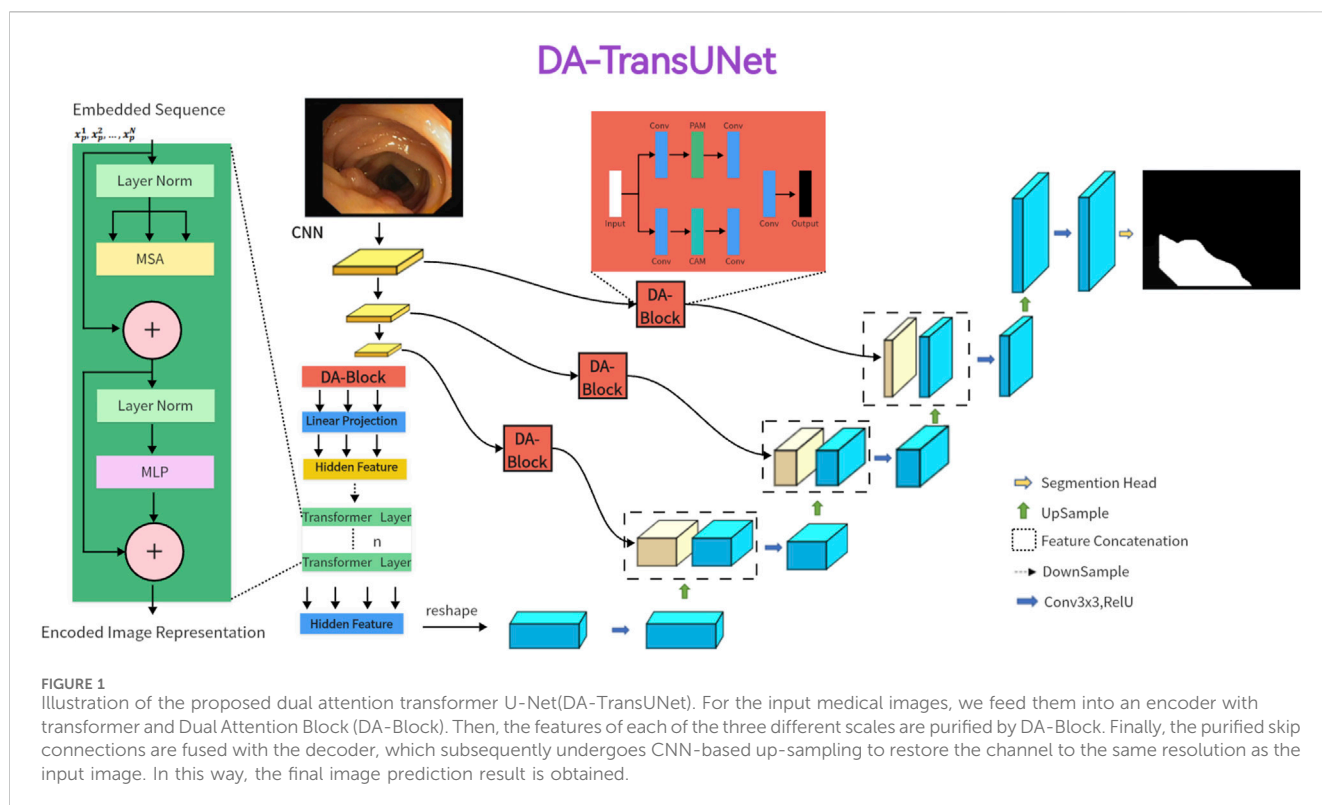 DA-TransUNet
Embedded Sequence
x_p^1, x_p^2, ..., x_p^N
Layer Norm
MSA
+
Layer Norm
MLP
+
Encoded Image Representation
CNN
DA-Block
Linear Projection
Hidden Feature
Transformer Layer
n
Transformer Layer
Hidden Feature
reshape
Conv PAM Conv
Input
Conv Output
Conv CAM Conv
DA-
Block
DA-
Block
DA-
Block
Segmention Head
UpSample
Feature Concatenation
DownSample
Conv3x3,RelU
FIGURE 1
Illustration of the proposed dual attention transformer U-Net(DA-TransUNet). For the input medical images, we feed them into an encoder with
transformer and Dual Attention Block (DA-Block). Then, the features of each of the three different scales are purified by DA-Block. Finally, the purified skip
connections are fused with the decoder, which subsequently undergoes CNN-based up-sampling to restore the channel to the same resolution as the
input image. In this way, the final image prediction result is obtained.